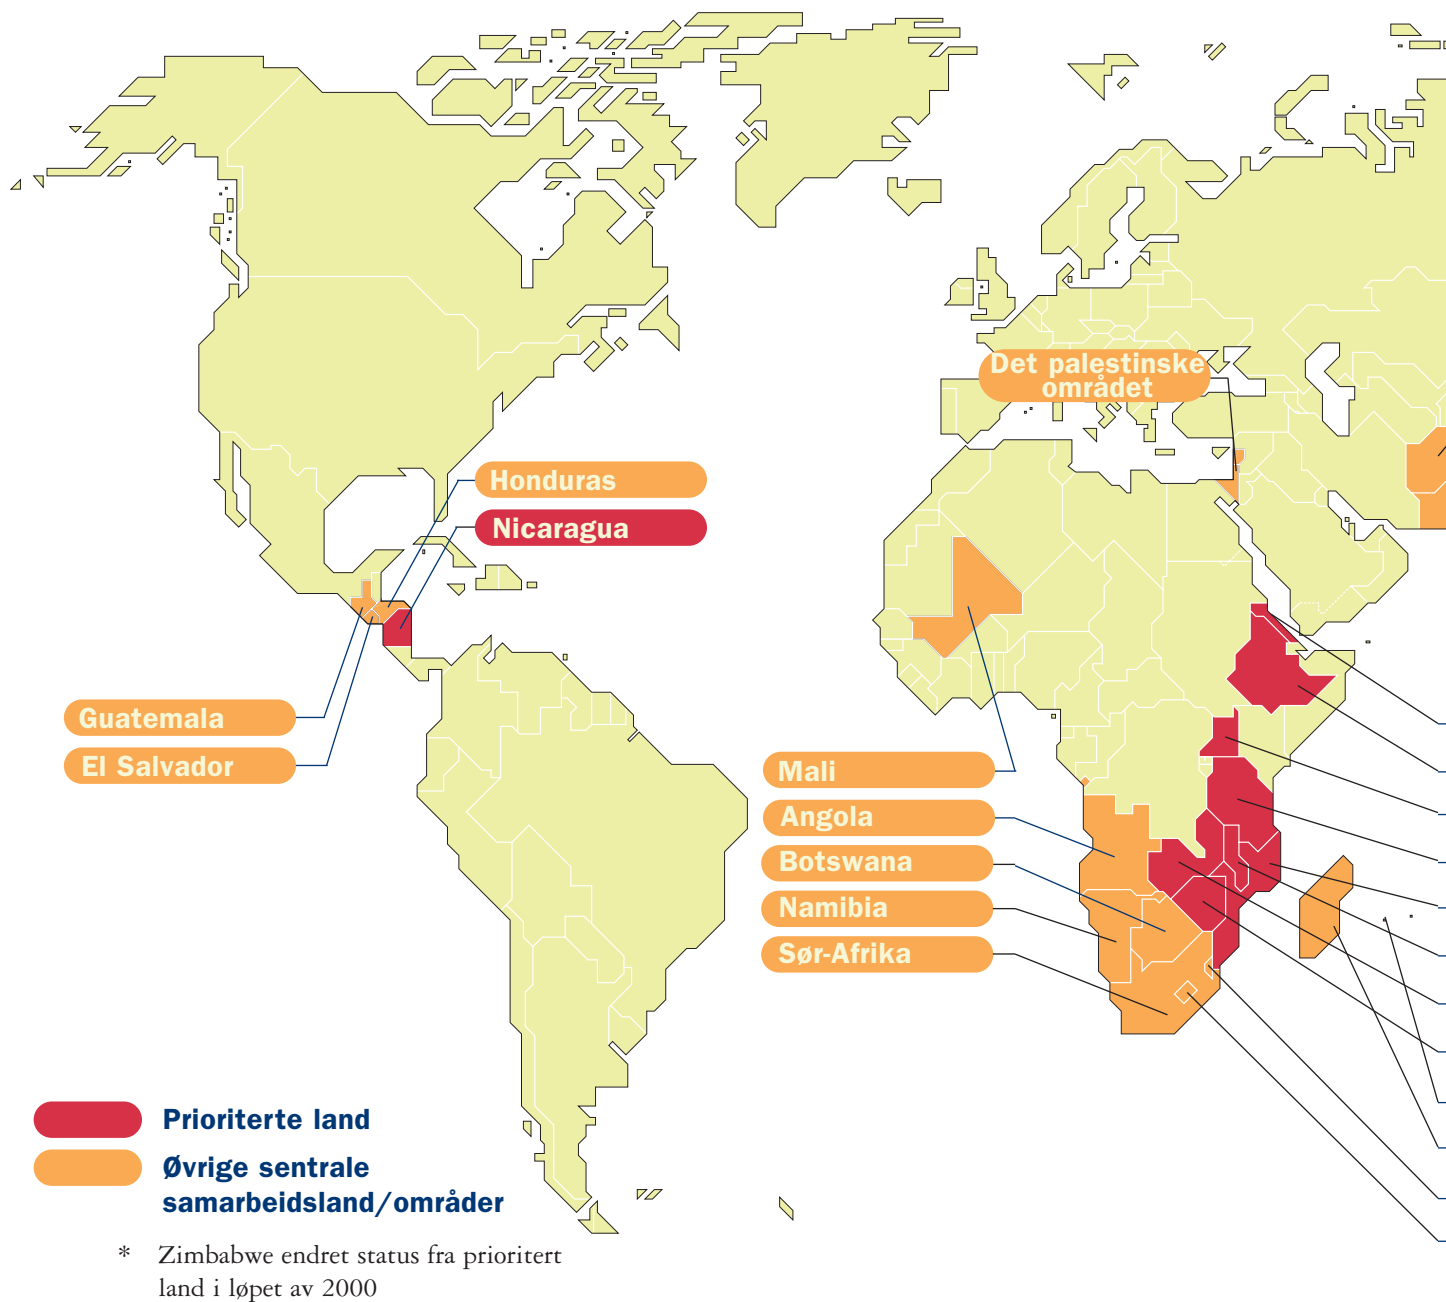 Det palestinske
området
Honduras
Nicaragua
Guatemala
El Salvador
Mali
Angola
Botswana
Namibia
Sør-Afrika
Prioriterte land
Øvrige sentrale
samarbeidsland/områder
* Zimbabwe endret status fra prioritert
land i løpet av 2000